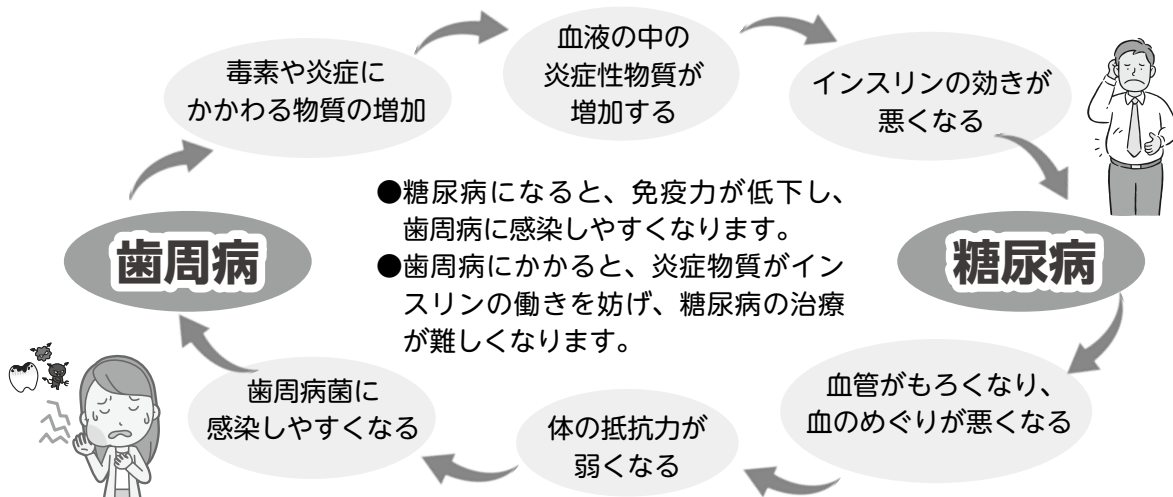 毒素や炎症に
かかわる物質の増加
血液の中の
炎症性物質が
増加する
インスリンの効きが
悪くなる
●糖尿病になると、免疫力が低下し、
歯周病に感染しやすくなります。
●歯周病にかかると、炎症物質がイン
スリンの働きを妨げ、糖尿病の治療
が難しくなります。
歯周病
糖尿病
歯周病菌に
感染しやすくなる
体の抵抗力が
弱くなる
血管がもろくなり、
血のめぐりが悪くなる